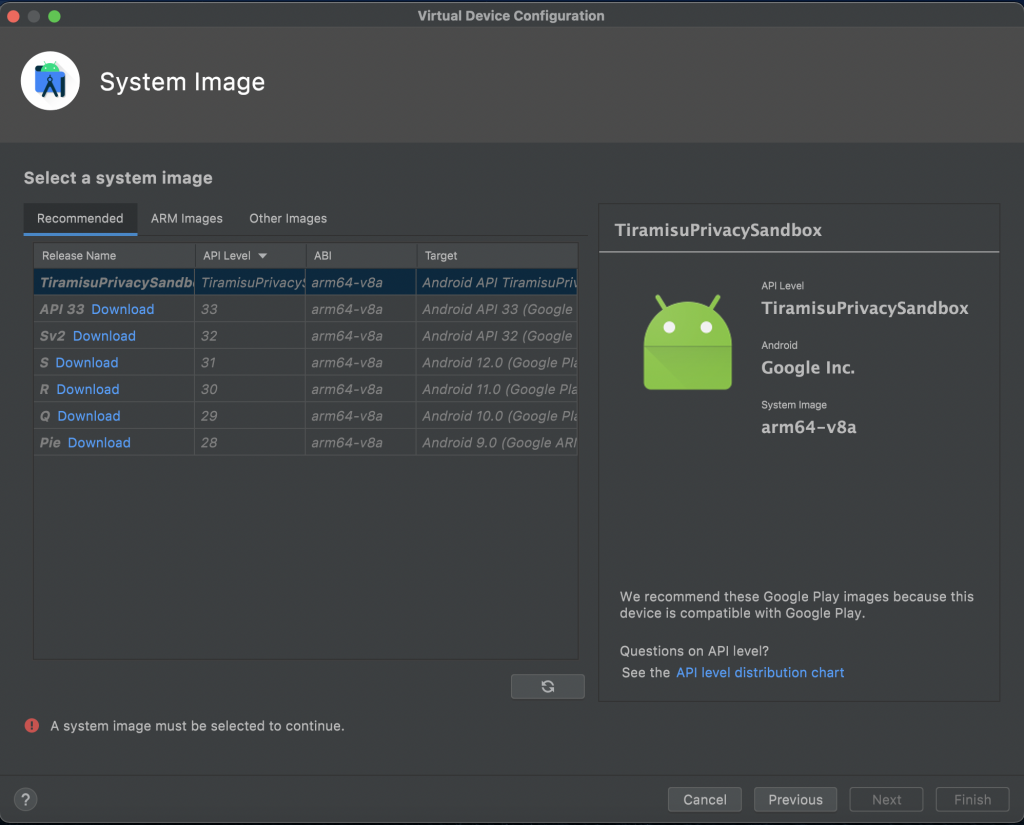 Virtual Device Configuration
System Image
Select a system image
Recommended ARM Images Other Images
Release Name API Level ABI Target
TiramisuPrivacySandb TiramisuPrivacyS arm64-v8a Android API TiramisuPriv
API 33 Download 33 arm64-v8a Android API 33 (Google
Sv2 Download 32 arm64-v8a Android API 32 (Google
S Download 31 arm64-v8a Android 12.0 (Google Pla
R Download 30 arm64-v8a Android 11.0 (Google Pla
Q Download 29 arm64-v8a Android 10.0 (Google Pla
Pie Download 28 arm64-v8a Android 9.0 (Google ARM
TiramisuPrivacySandbox
API Level
TiramisuPrivacySandbox
Android
Google Inc.
System Image
arm64-v8a
We recommend these Google Play images because this
device is compatible with Google Play.
Questions on API level?
See the API level distribution chart
! A system image must be selected to continue.
? Cancel Previous Next Finish